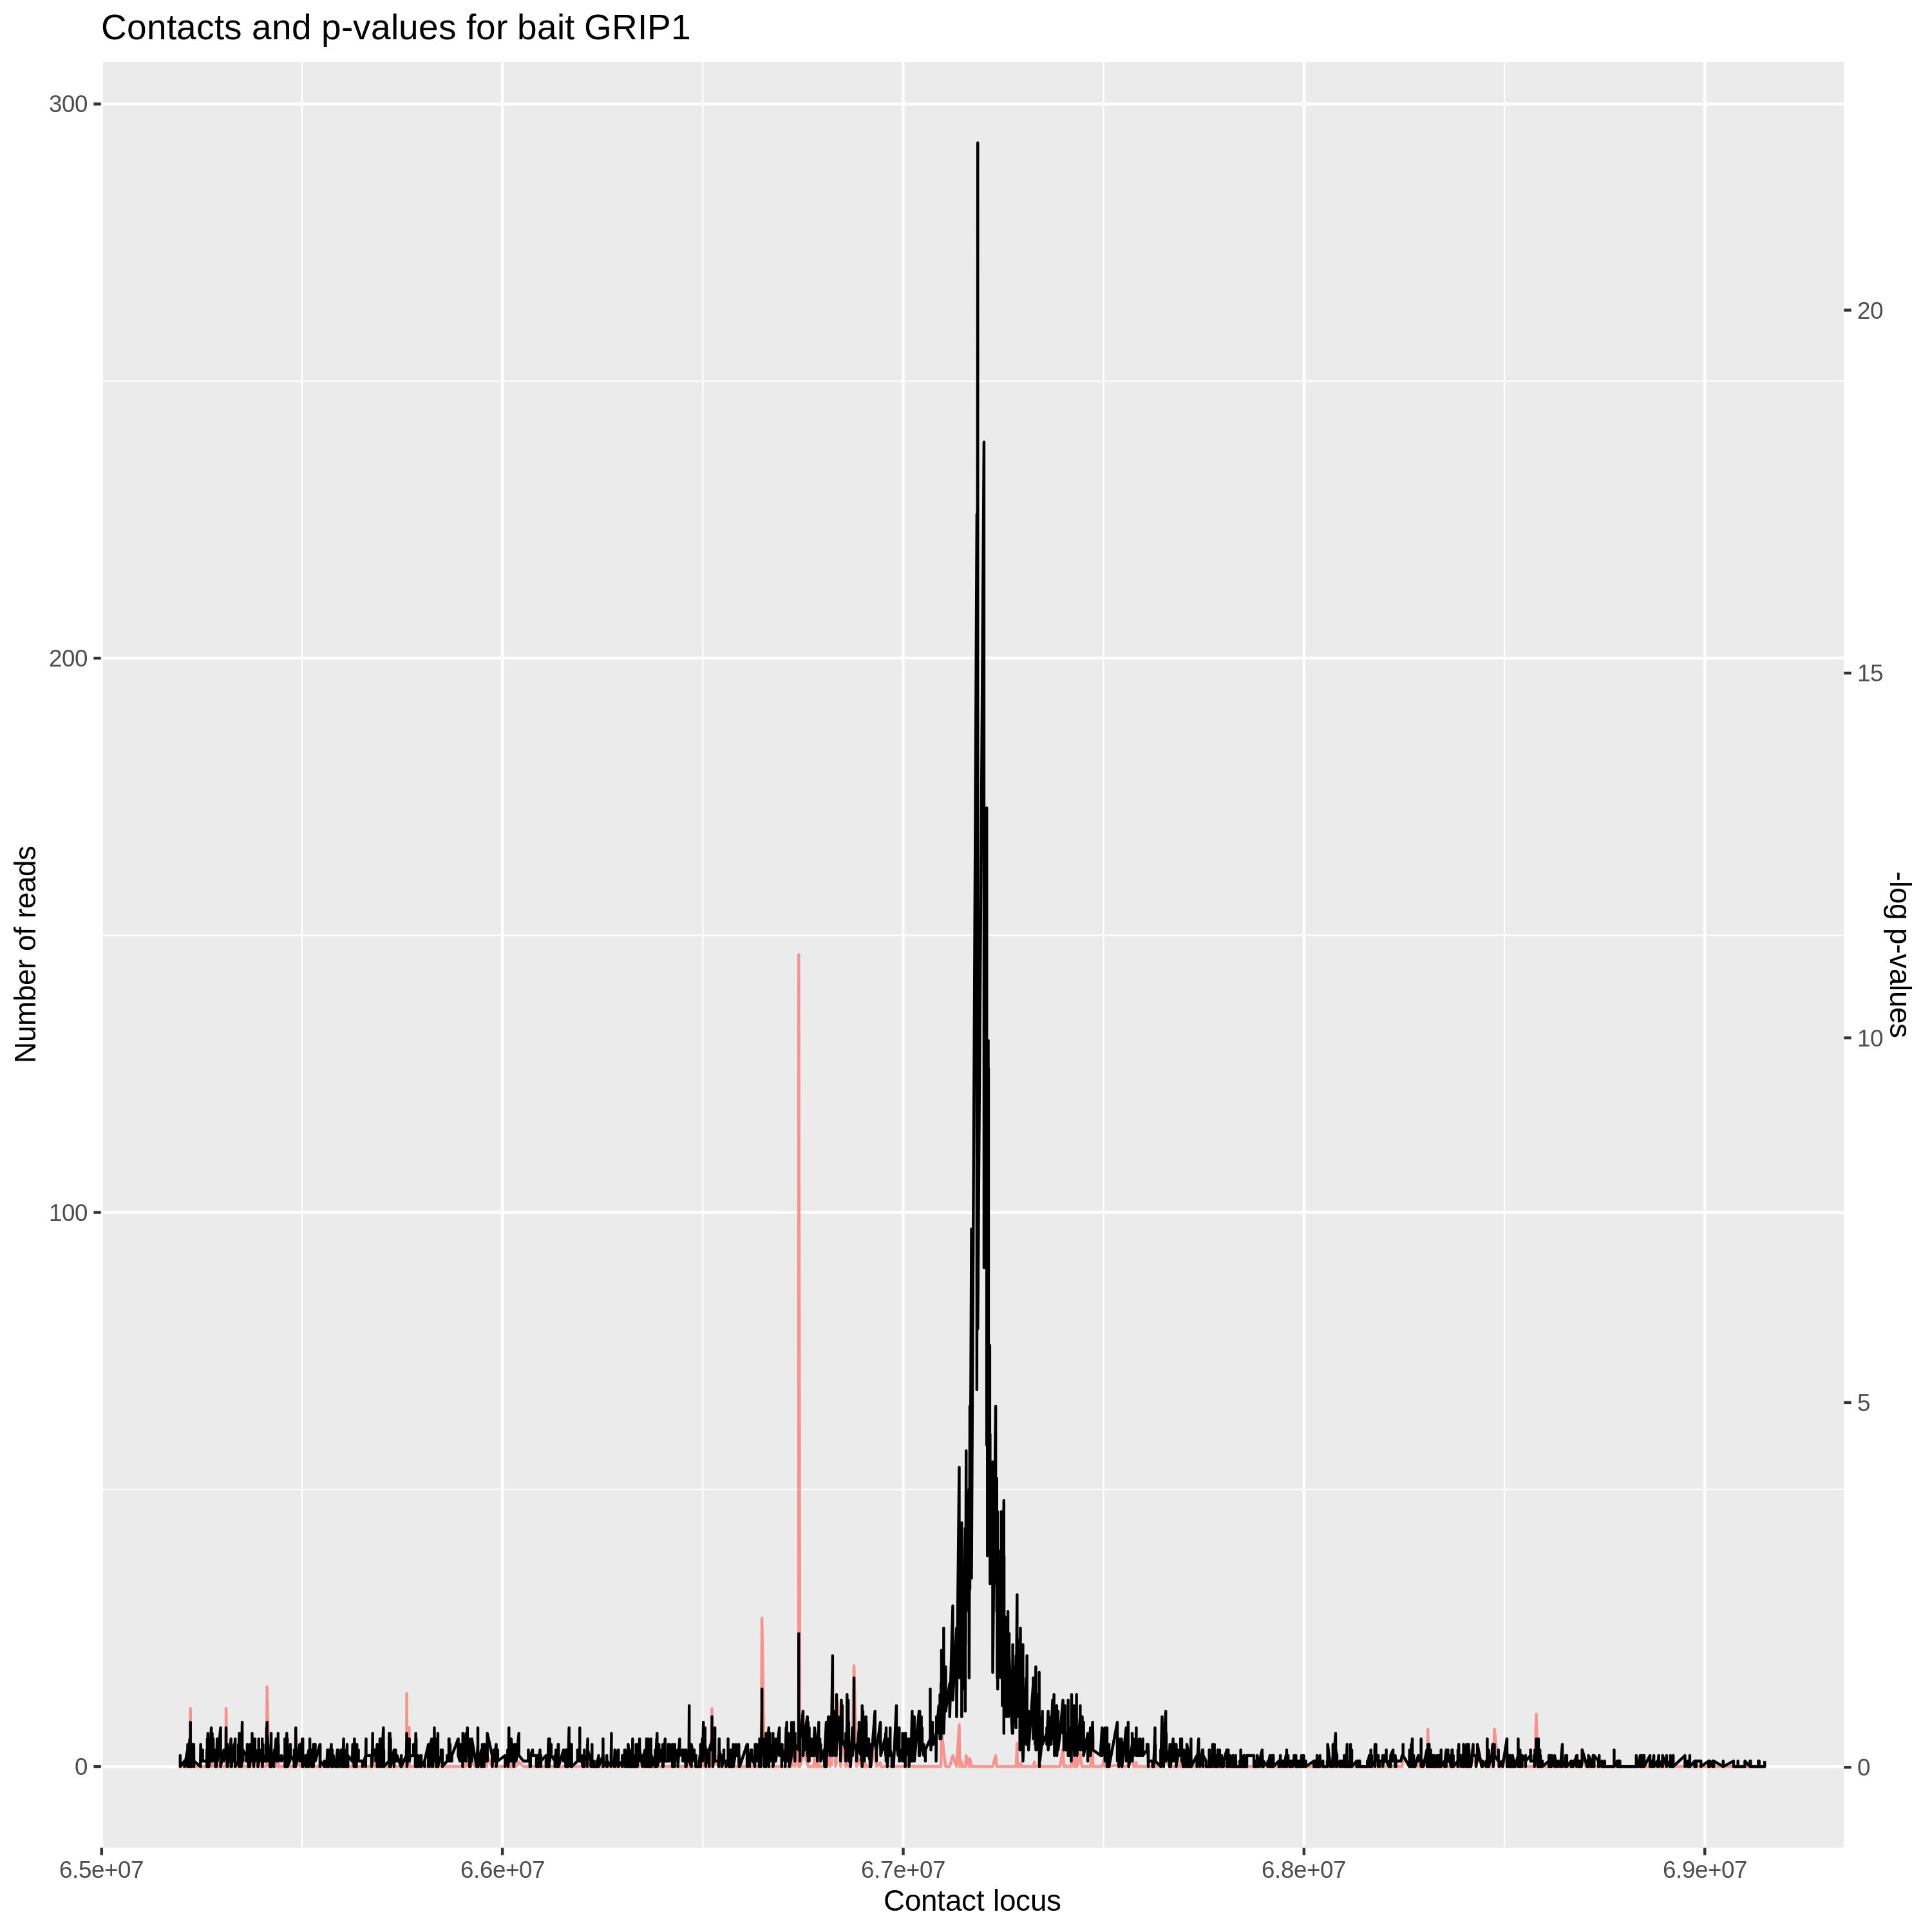 Contacts and p-values for bait GRIP1
300
200
100
0
Number of reads
20
15
10
5
0
-log p-values
6.5e+07 6.6e+07 6.7e+07 6.8e+07 6.9e+07
Contact locus